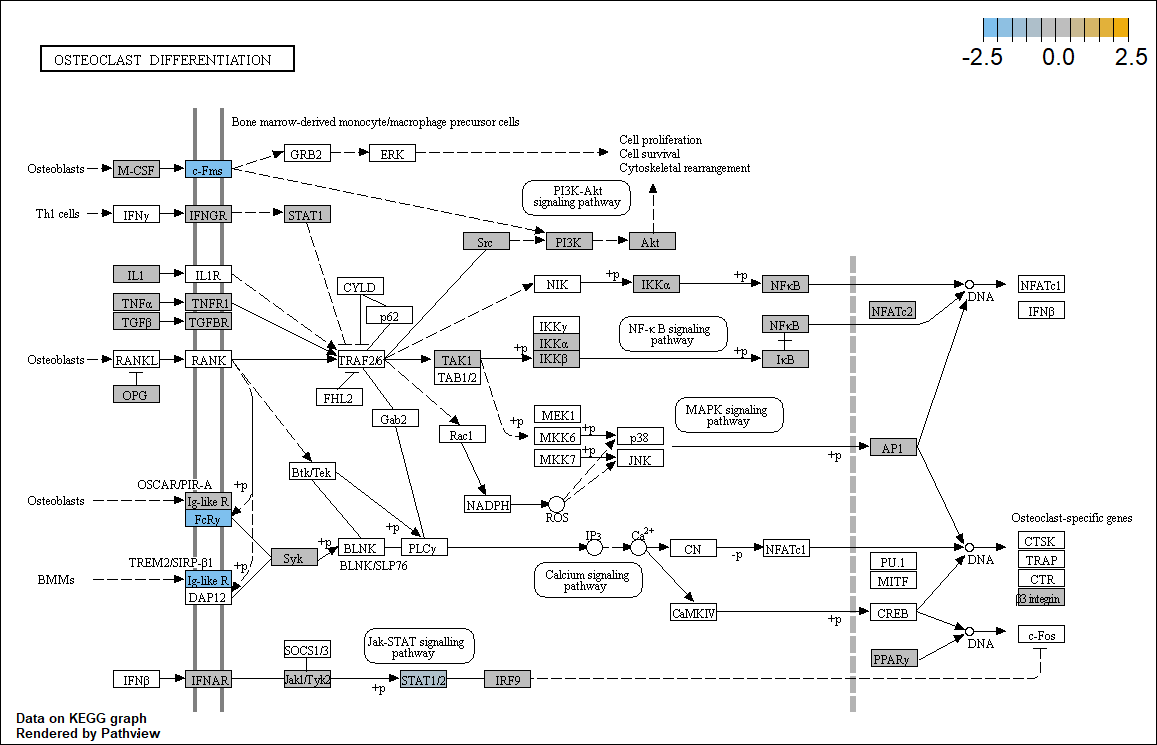 -2.5 0.0 2.5
OSTEOCLAST DIFFERENTIATION
Bone marrow-derived monocyte/macrophage precursor cells
Osteoblasts M-CSF c-Fms GRB2 ERK
Cell proliferation
Cell survival
Cytoskeletal rearrangement
PI3K-Akt
signaling pathway
Th1 cells IFNγ IFNGR STAT1
Src PI3K Akt
IL1 IL1R
CYLD
p62
NIK +p IKKα +p NFκB
DNA
NFATc1
IFNβ
TNFα TNFR1
TGFβ TGFBR
IKKγ
IKKα
IKKβ
NF-κ B signaling
pathway
NFκB
NFATc2
Osteoblasts RANKL RANK TRAF2/6 TAK1 +p +p IκB
TAB1/2
OPG
FHL2
Gab2
Rac1
+p
MEK1
MKK6 +p p38
MKK7 +p JNK
MAPK signaling
pathway
+p
AP1
Btk/Tek
NADPH
ROS
OSCAR/PIR-A +p
Osteoblasts Ig-like R
FcRγ
Syk +p BLNK +p PLCγ
BLNK/SLP76
IP3
Ca2+
CN -p NFATc1
DNA
Osteoclast-specific genes
CTSK
TRAP
CTR
β3 integrin
TREM2/SIRP-β1 +p
BMMs Ig-like R
DAP12
Calcium signaling
pathway
PU.1
MITF
CaMKIV +p CREB
DNA
c-Fos
PPARγ
SOCS1/3
Jak-STAT signalling
pathway
IFNβ IFNAR Jak1/Tyk2 +p STAT1/2 IRF9
Data on KEGG graph
Rendered by Pathview